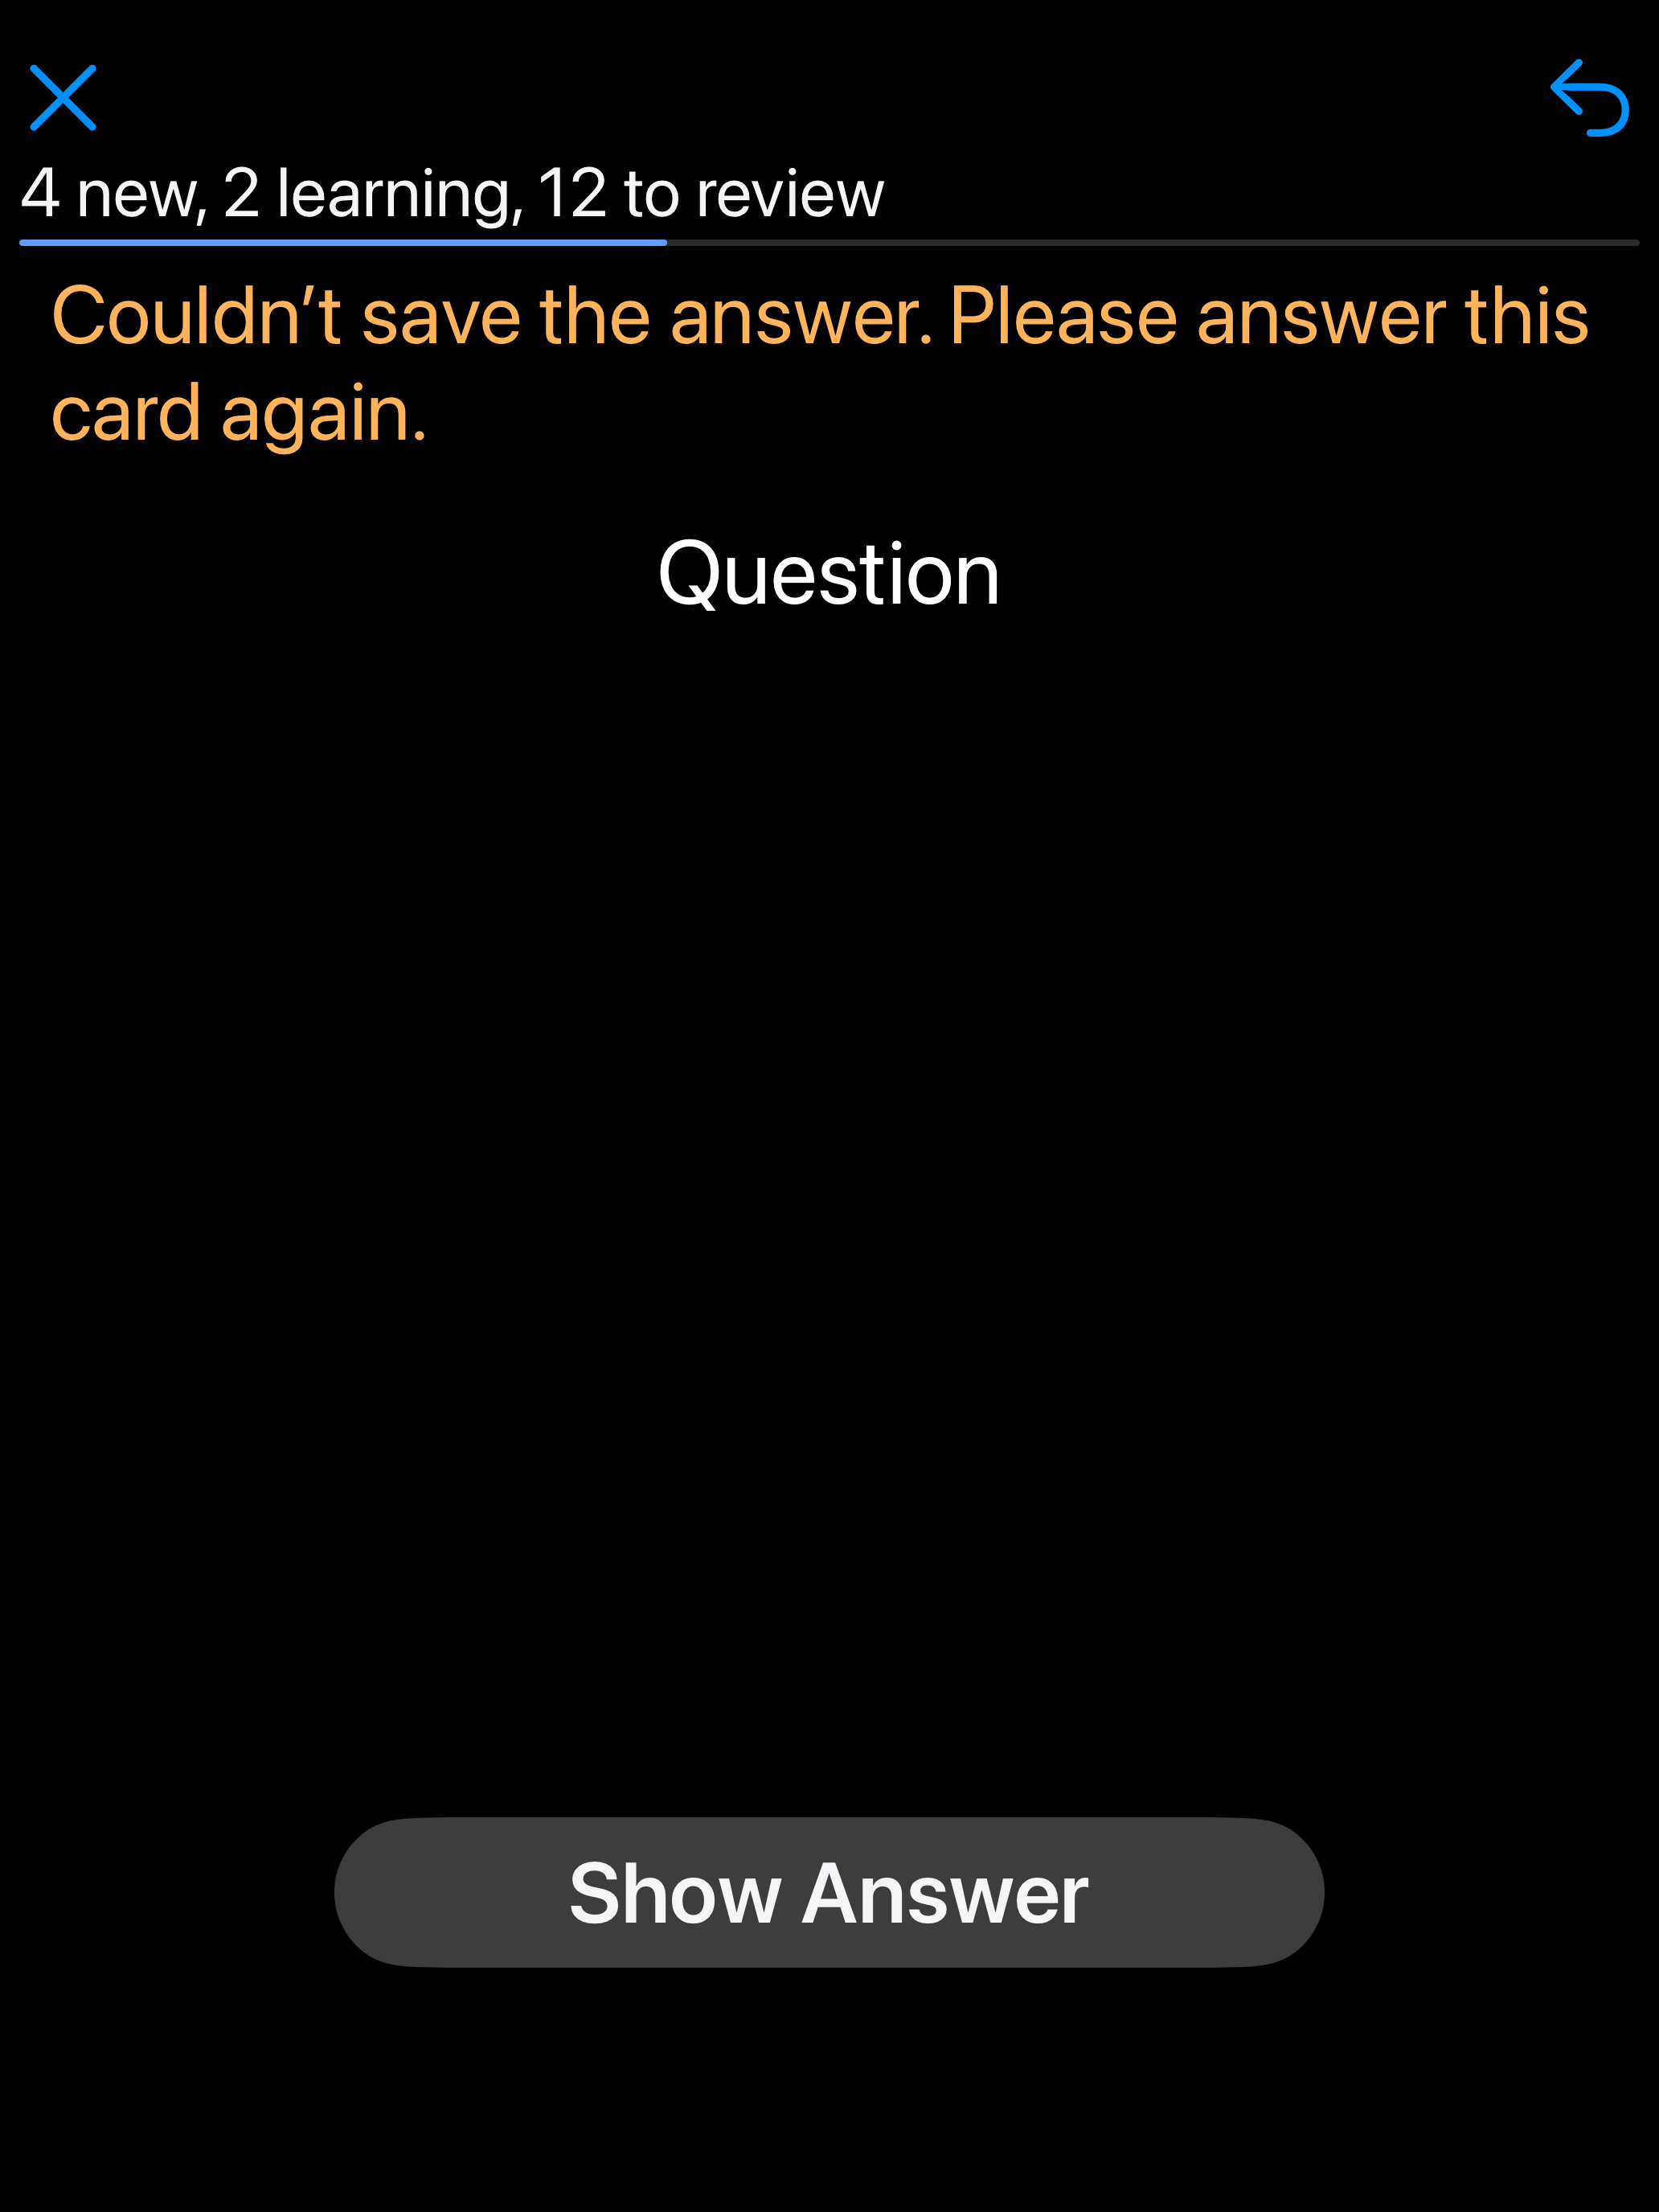 4 new, 2 learning, 12 to review
Couldn’t save the answer. Please answer this
card again.
Question
Show Answer